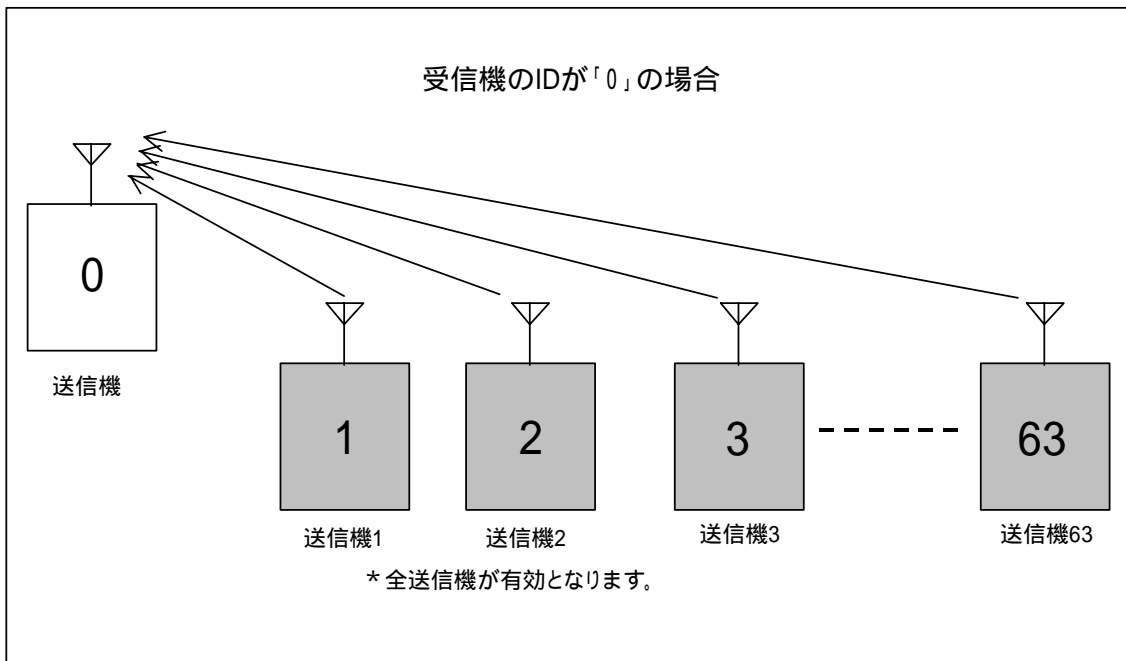 受信機のIDが「0」の場合
0
送信機
1
2
3
63
送信機1
送信機2
送信機3
送信機63
*全送信機が有効となります。